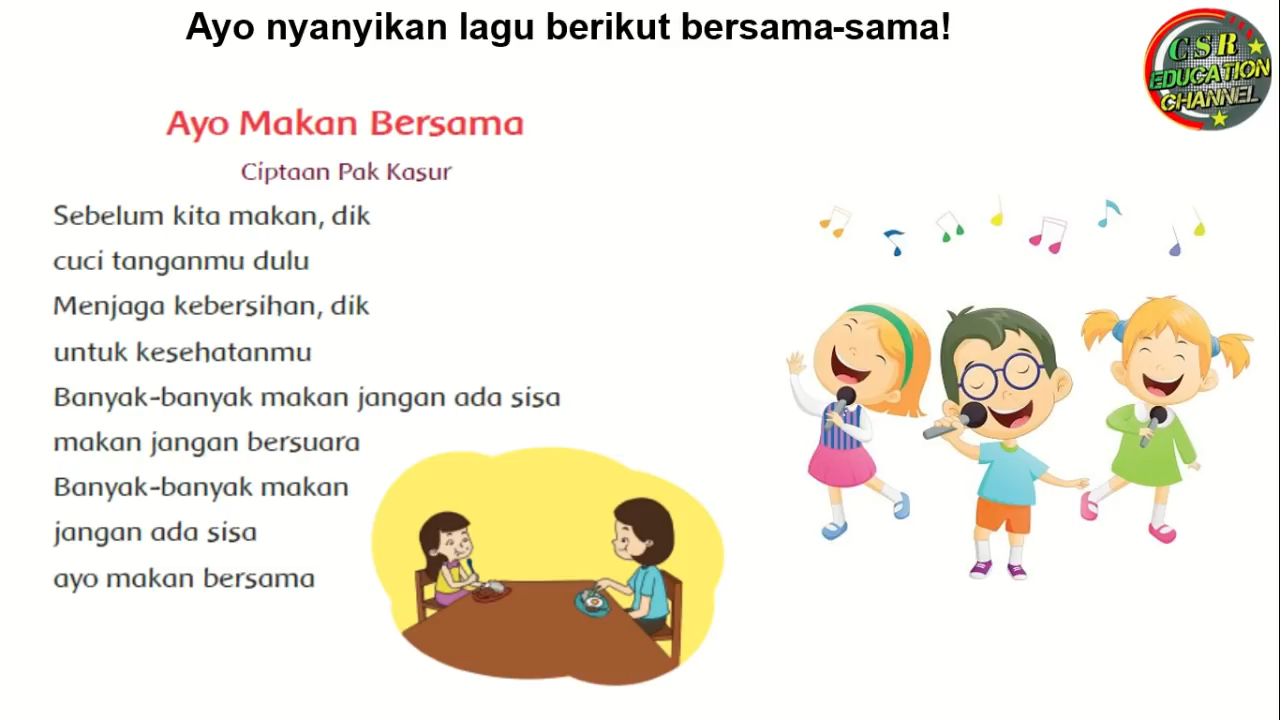 Ayo nyanyikan lagu berikut bersama-sama!
CSR
EDUCATION
CHANNEL
Ayo Makan Bersama
Ciptaan Pak Kasur
Sebelum kita makan, dik
cuci tanganmu dulu
Menjaga kebersihan, dik
untuk kesehatanmu
Banyak-banyak makan jangan ada sisa
makan jangan bersuara
Banyak-banyak makan
jangan ada sisa
ayo makan bersama